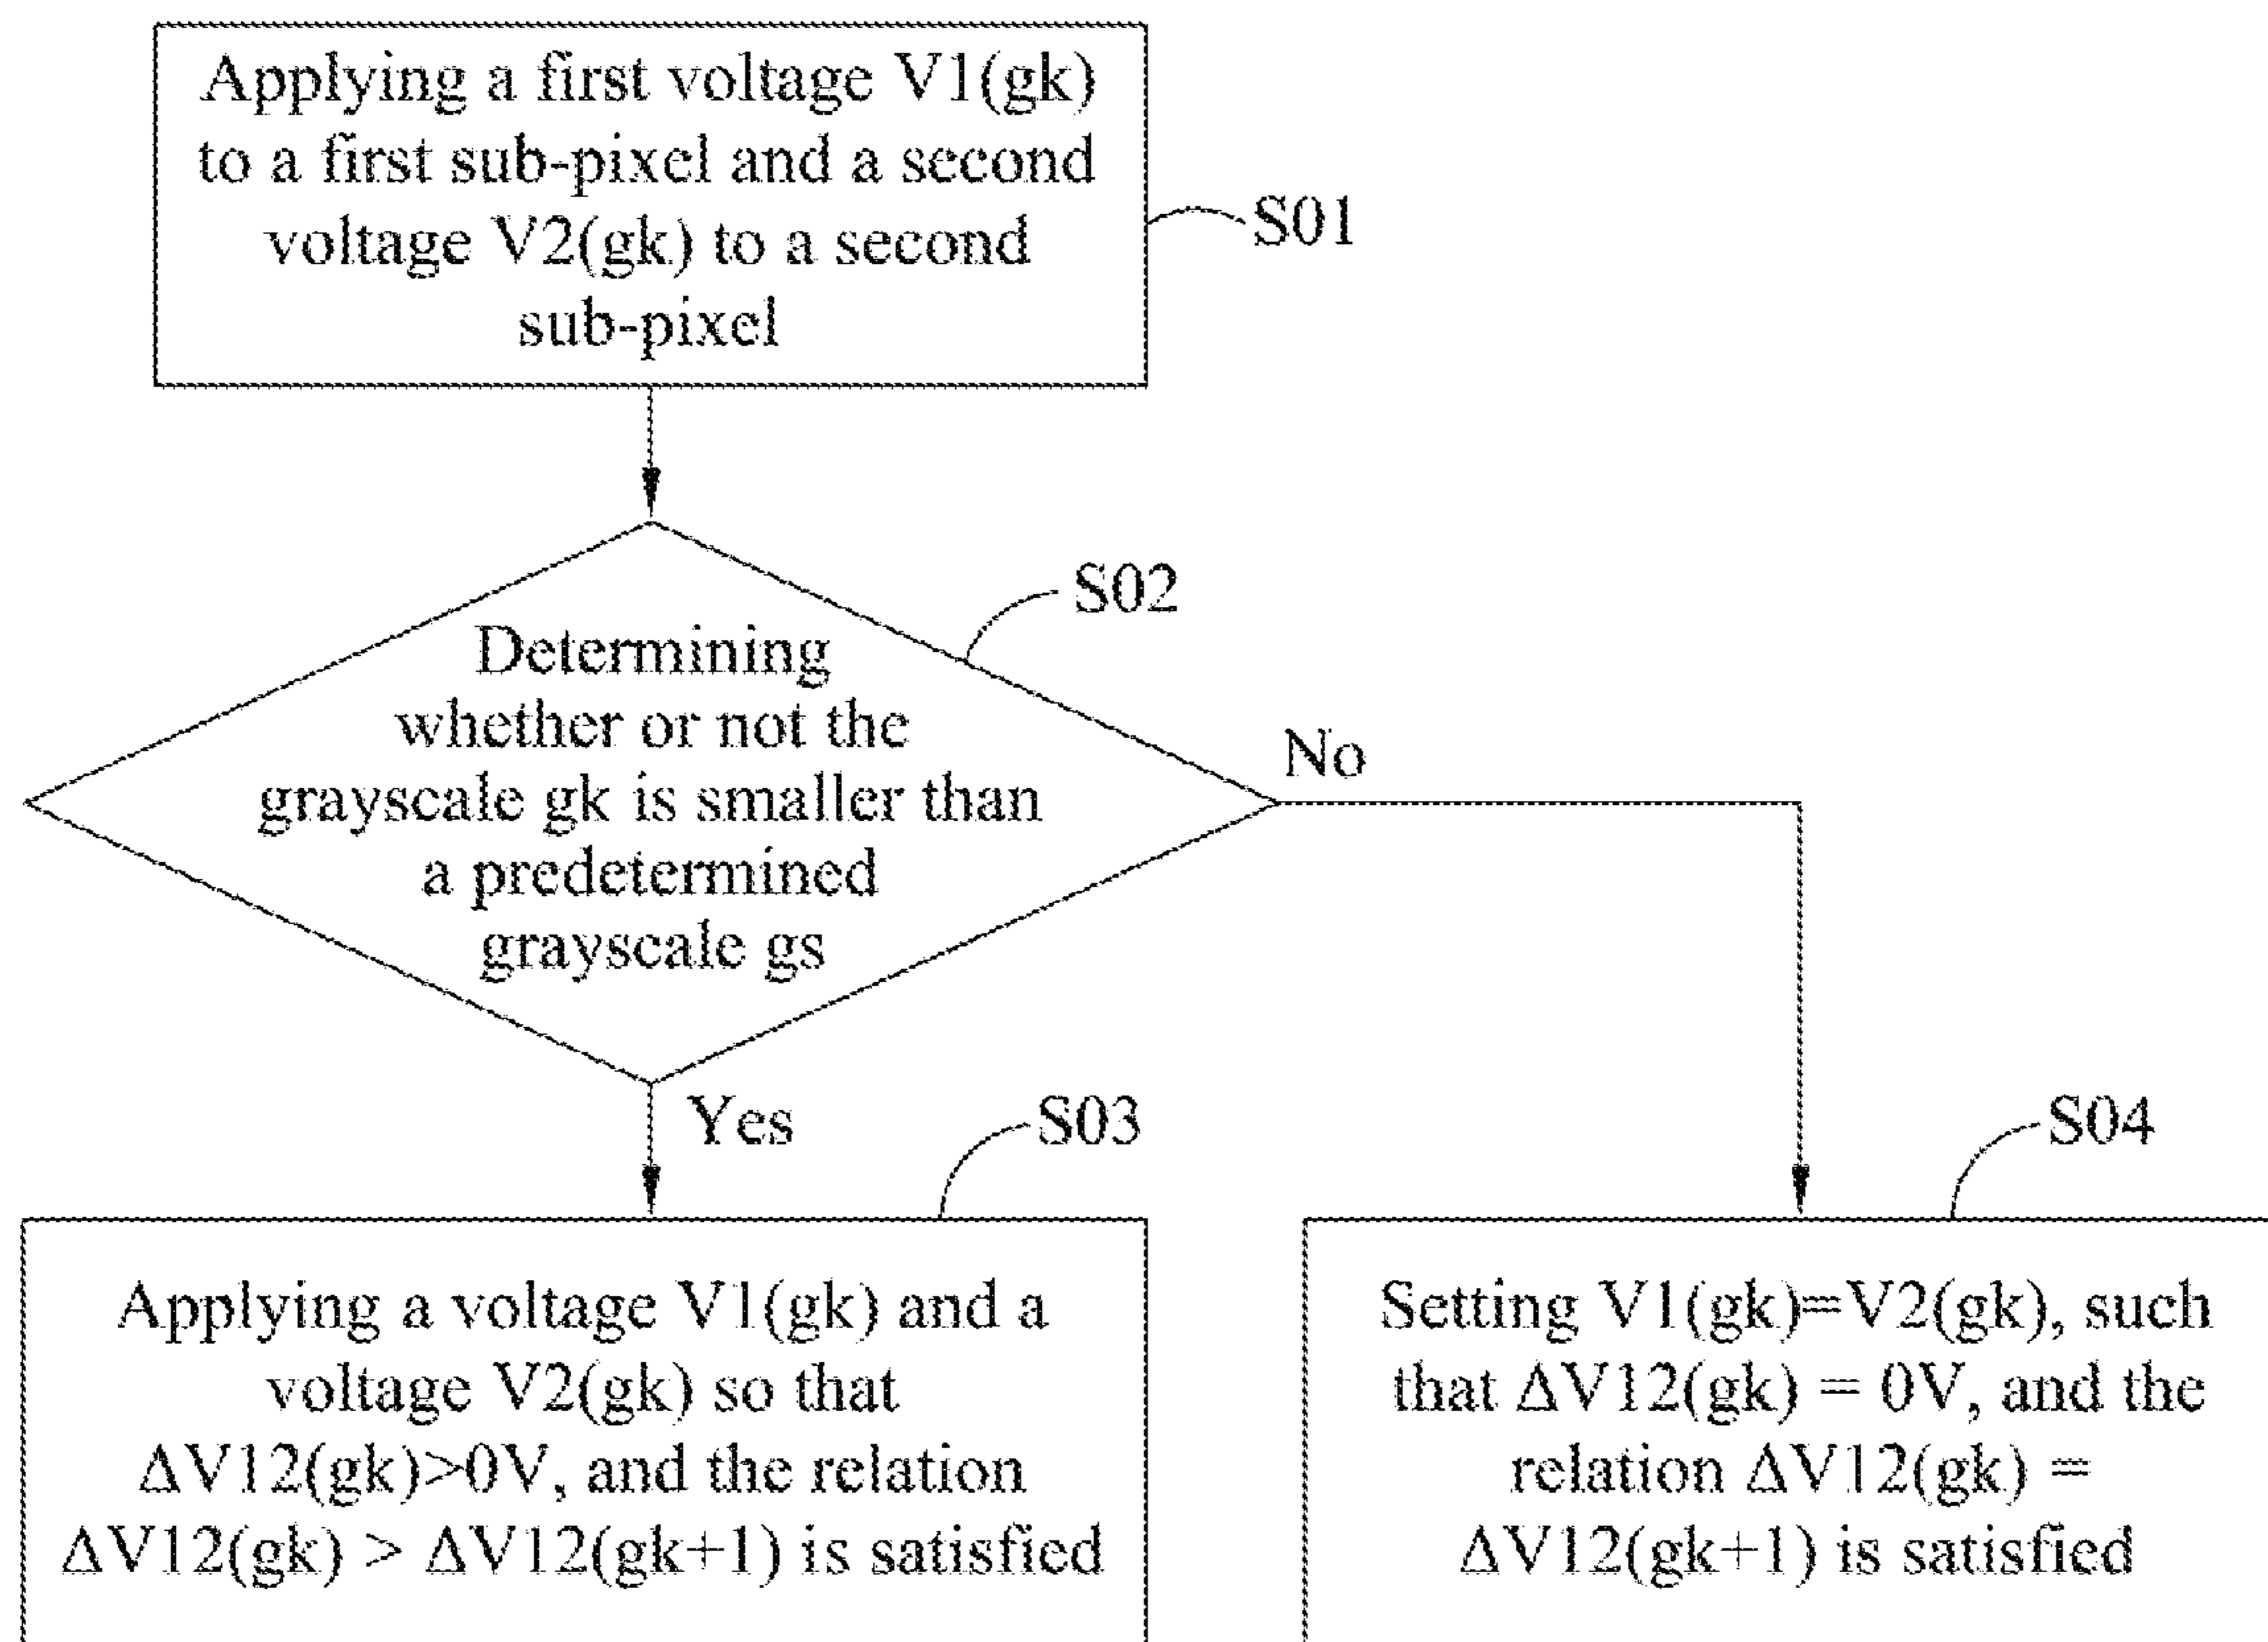 Applying a first voltage V1(gk)
to a first sub-pixel and a second
voltage V2(gk) to a second
sub-pixel
S01
S02
Determining
whether or not the
grayscale gk is smaller than
a predetermined
grayscale gs
No
Yes
S03
Applying a voltage V1(gk) and a
voltage V2(gk) so that
ΔV12(gk)>0V, and the relation
ΔV12(gk) > ΔV12(gk+1) is satisfied
S04
Setting V1(gk)=V2(gk), such
that ΔV12(gk) = 0V, and the
relation ΔV12(gk) =
ΔV12(gk+1) is satisfied